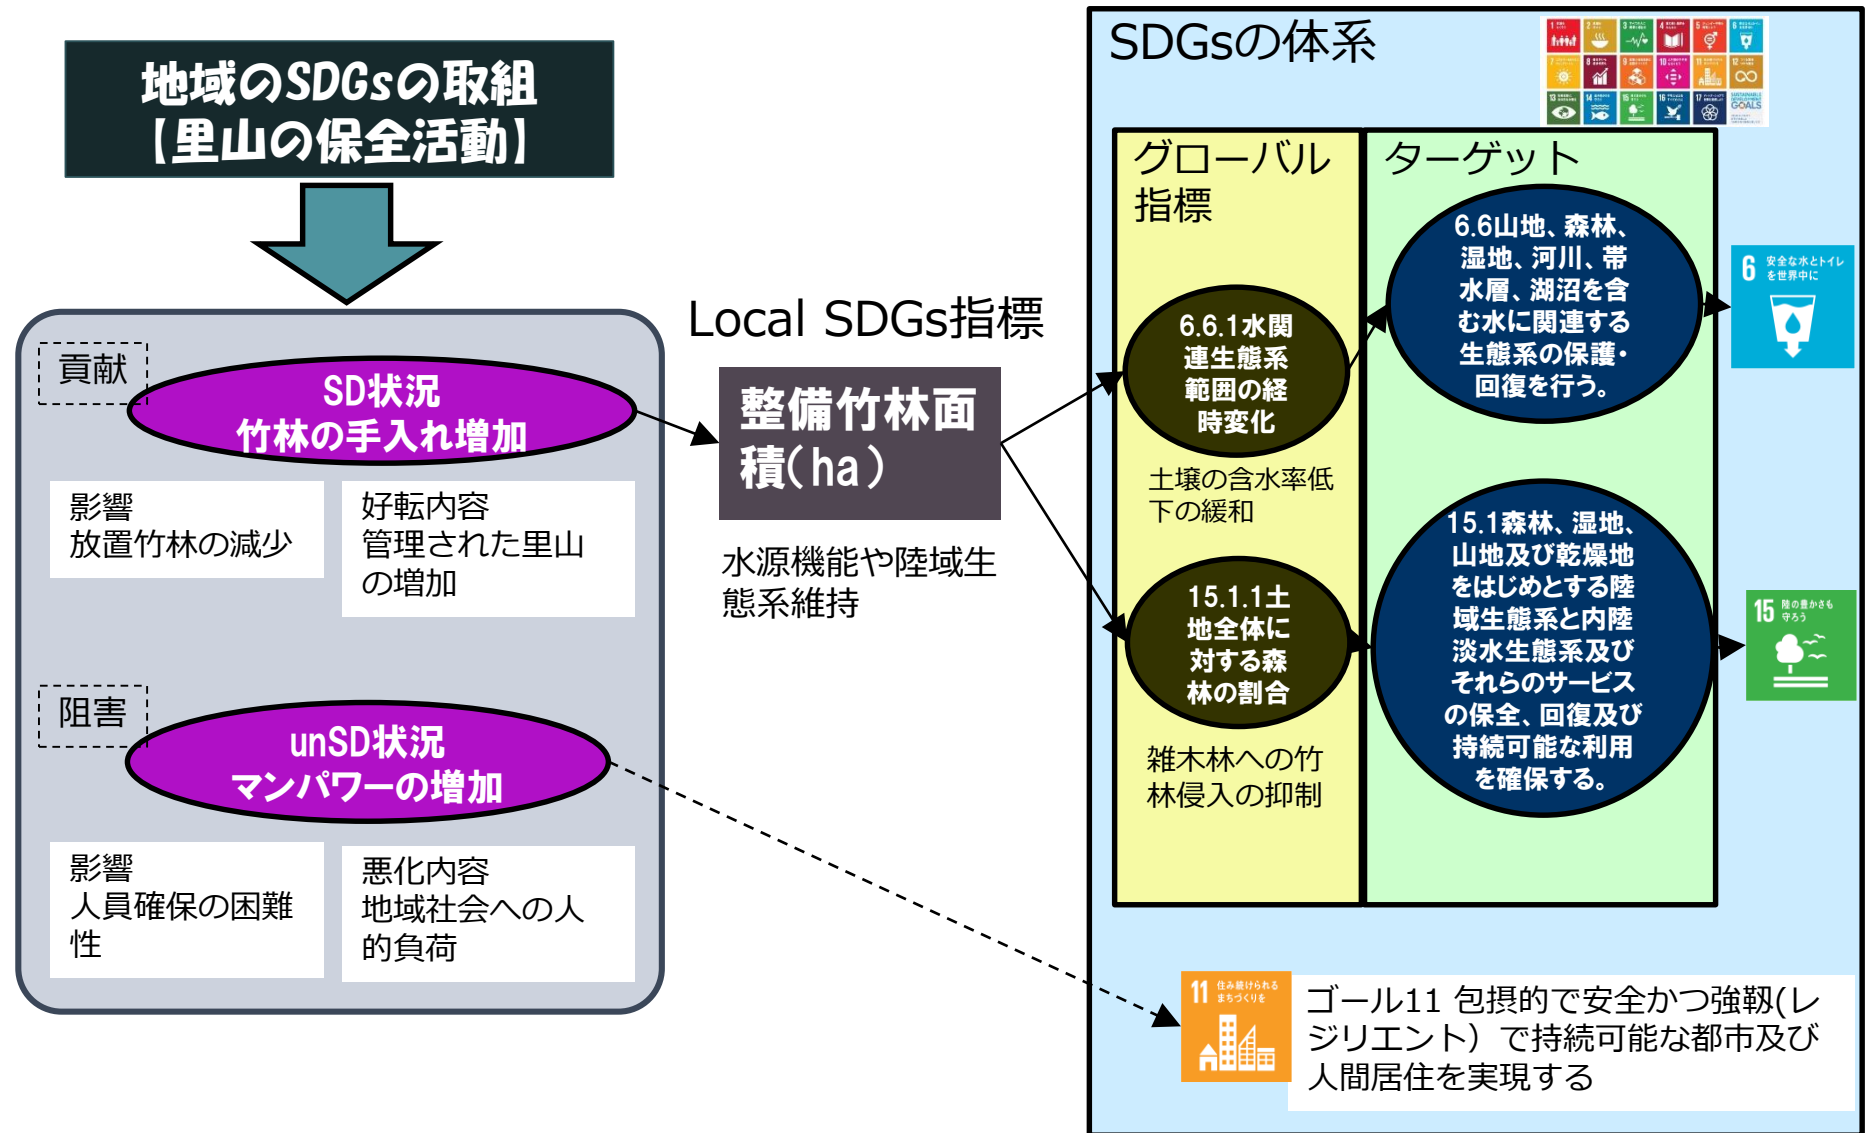 地域のSDGsの取組
【里山の保全活動】
貢献
SD状況
竹林の手入れ増加
影響
放置竹林の減少
好転内容
管理された里山
の増加
阻害
unSD状況
マンパワーの増加
影響
人員確保の困難
性
悪化内容
地域社会への人
的負荷
Local SDGs指標
整備竹林面
積(ha)
水源機能や陸域生
態系維持
SDGsの体系
グローバル
指標
6.6.1水関
連生態系
範囲の経
時変化
土壌の含水率低
下の緩和
15.1.1土
地全体に
対する森
林の割合
雑木林への竹
林侵入の抑制
ターゲット
6.6山地、森林、
湿地、河川、帯
水層、湖沼を含
む水に関連する
生態系の保護・
回復を行う。
15.1森林、湿地、
山地及び乾燥地
をはじめとする陸
域生態系と内陸
淡水生態系及び
それらのサービス
の保全、回復及び
持続可能な利用
を確保する。
6 安全な水とトイレ
を世界中に
15 陸の豊かさも
守ろう
11 住み続けられる
まちづくりを
ゴール11 包摂的で安全かつ強靱(レ
ジリエント）で持続可能な都市及び
人間居住を実現する